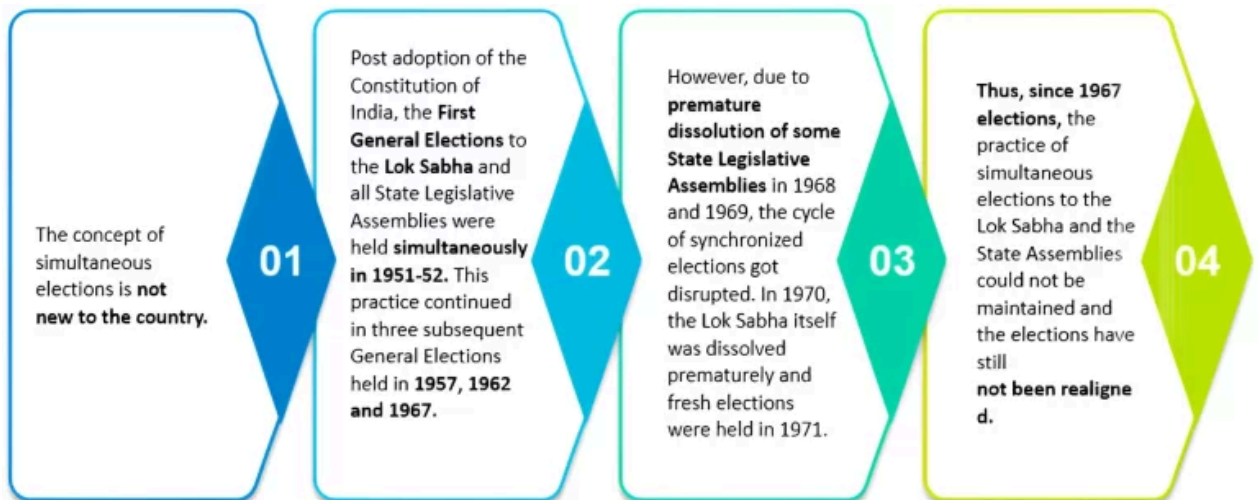 The concept of
simultaneous
elections is not
new to the country.
01
Post adoption of the
Constitution of
India, the First
General Elections to
the Lok Sabha and
all State Legislative
Assemblies were
held simultaneously
in 1951-52. This
practice continued
in three subsequent
General Elections
held in 1957, 1962
and 1967.
02
However, due to
premature
dissolution of some
State Legislative
Assemblies in 1968
and 1969, the cycle
of synchronized
elections got
disrupted. In 1970,
the Lok Sabha itself
was dissolved
prematurely and
fresh elections
were held in 1971.
03
Thus, since 1967
elections, the
practice of
simultaneous
elections to the
Lok Sabha and the
State Assemblies
could not be
maintained and
the elections have
still
not been realigne
d.
04